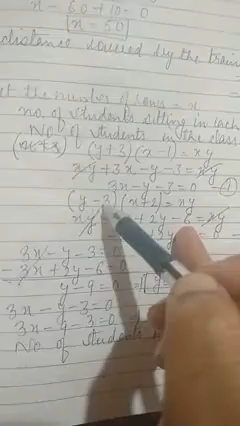 x - 60 + 10 = 0
x = 50
distance covered by the train
let the number of rows = x
no. of students sitting in each
No of students in the class
(y+3)(x-1) = xy
xy + 3x - y - 3 = xy
3x - y - 3 = 0 ①
(y-3)(x+2) = xy
xy + 2y - 6 = xy
3x - y - 3 = 0
- 3x + 2y - 6 = 0
y - 9 = 0
3x - y - 3 = 0
3x - 9 - 3 = 0
No of students